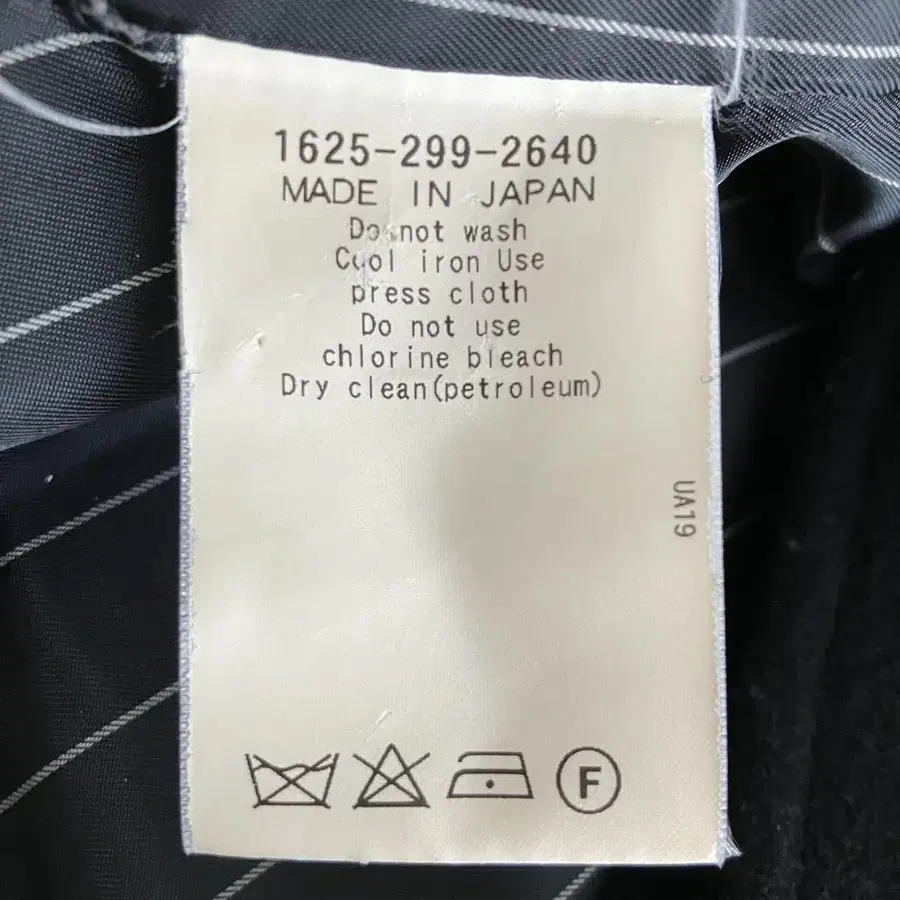 1625-299-2640
MADE IN JAPAN
Do not wash
Cool iron Use
press cloth
Do not use
chlorine bleach
Dry clean(petroleum)
UA19
F